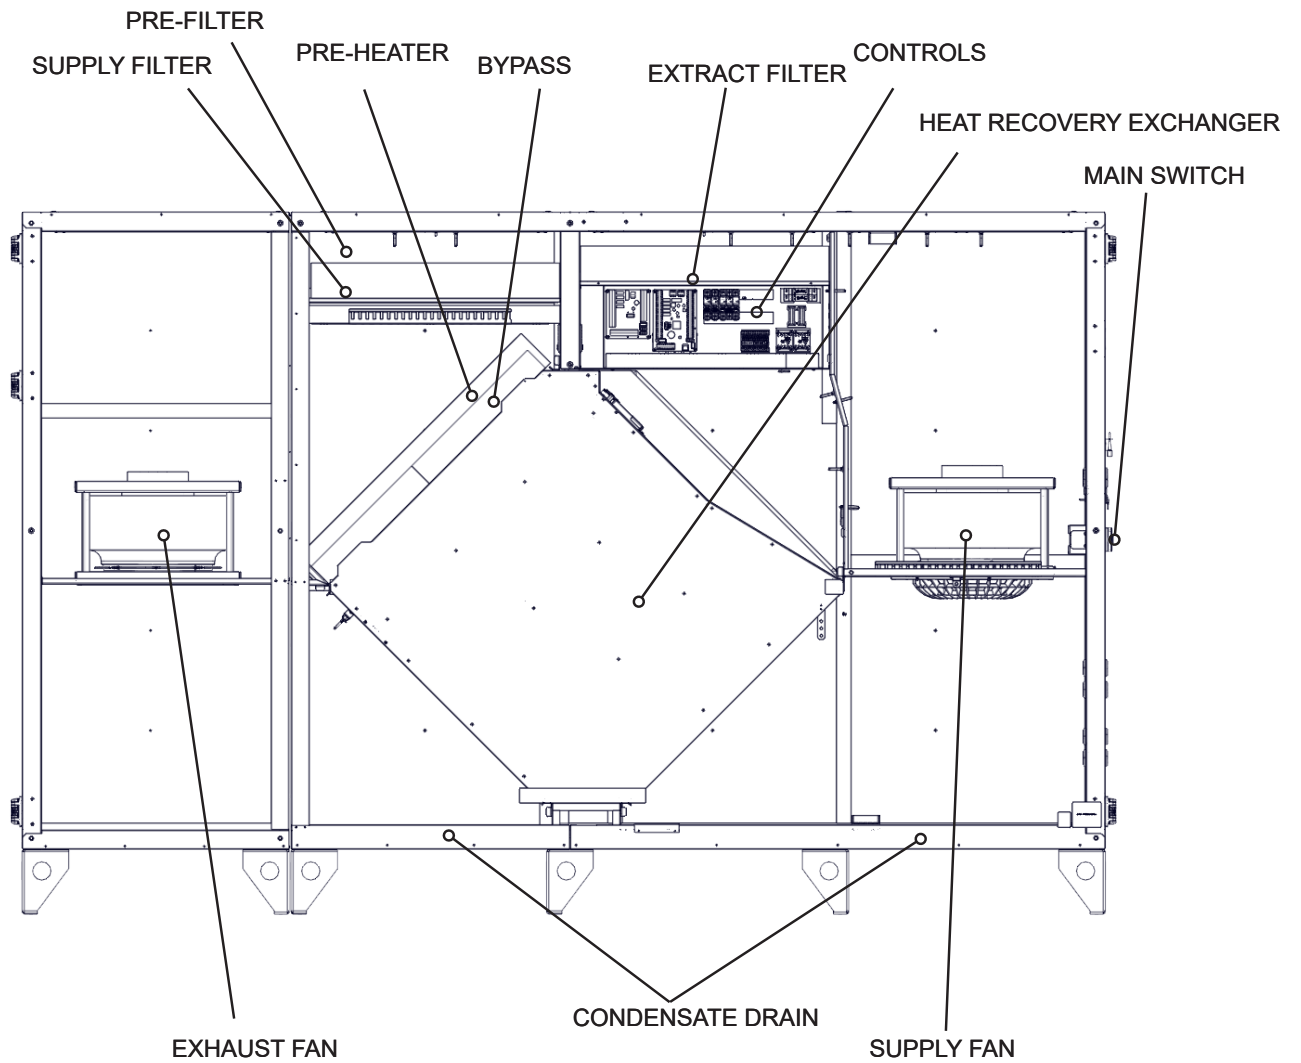 PRE-FILTER
SUPPLY FILTER
PRE-HEATER
BYPASS
EXTRACT FILTER
CONTROLS
HEAT RECOVERY EXCHANGER
MAIN SWITCH
CONDENSATE DRAIN
EXHAUST FAN
SUPPLY FAN